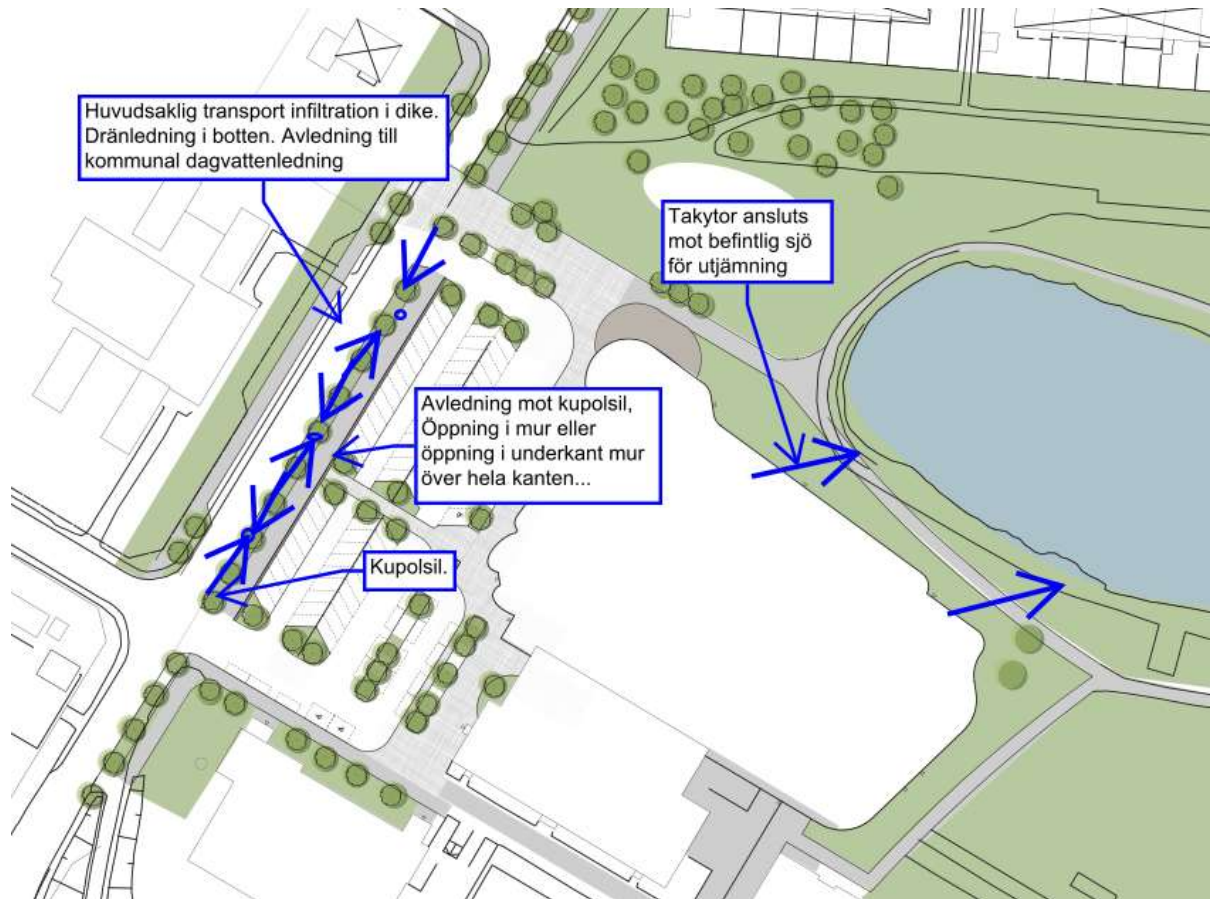 Huvudsaklig transport infiltration i dike.
Dränledning i botten. Avledning till
kommunal dagvattenledning
Takytor ansluts
mot befintlig sjö
för utjämning
Avledning mot kupolsil,
Öppning i mur eller
öppning i underkant mur
över hela kanten...
Kupolsil.